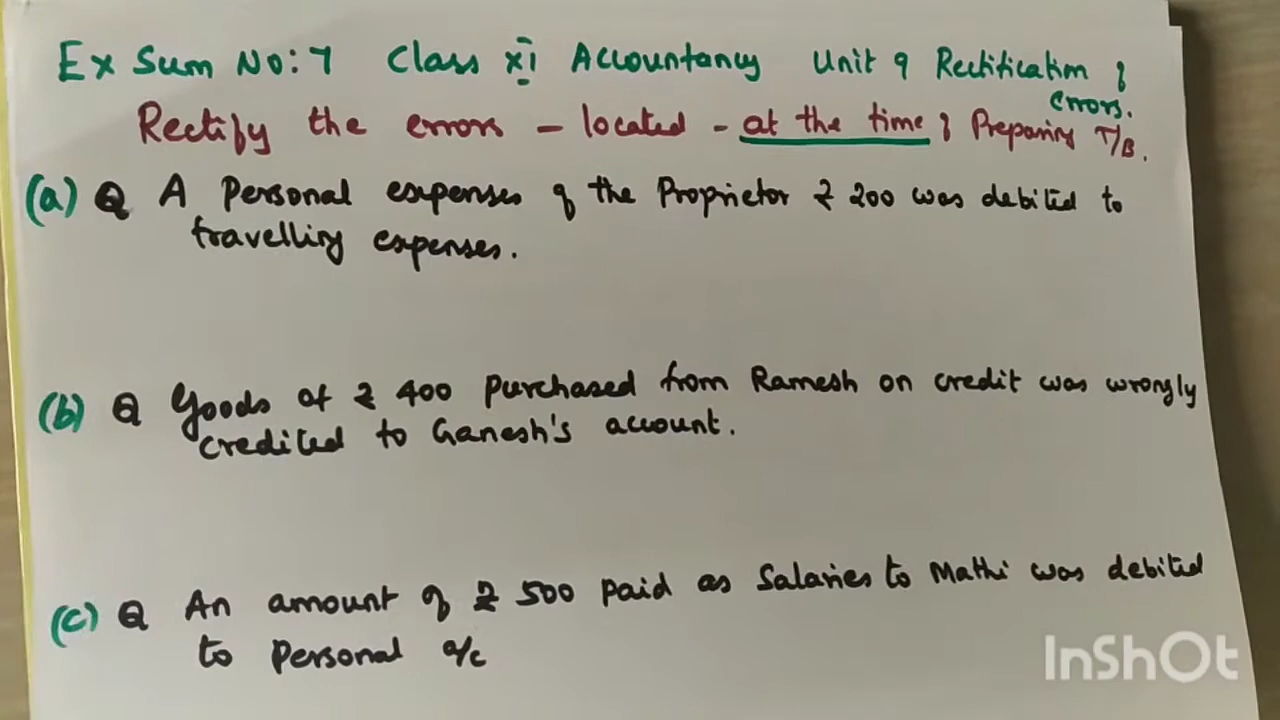 Ex Sum No: 7 Class XI Accountancy Unit 9 Rectification of
Errors.
Rectify the errors - located - at the time of Preparing T/B.
(a) Q A Personal expenses of the Proprietor ₹ 200 was debited to
travelling expenses.
(b) Q Goods of ₹ 400 purchased from Ramesh on credit was wrongly
credited to Ganesh's account.
(c) Q An amount of ₹ 500 paid as salaries to Mathi was debited
to personal a/c
InShOt